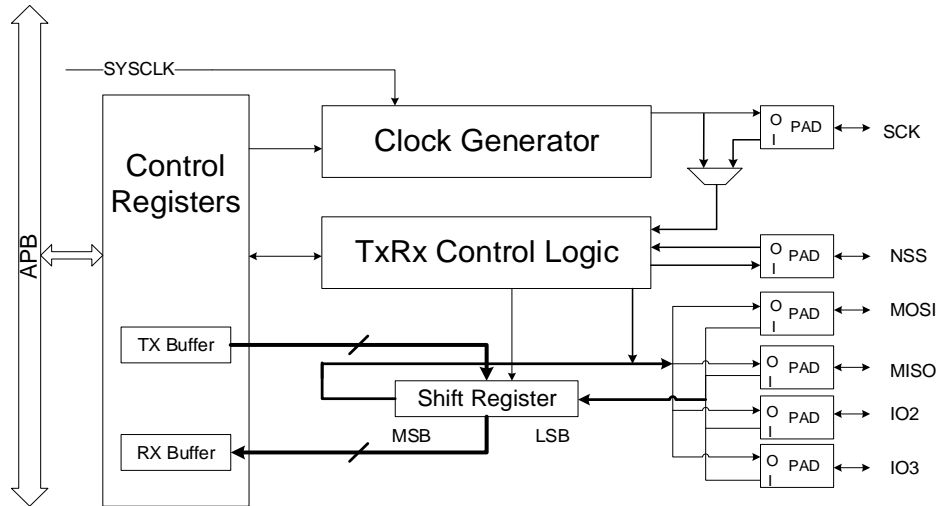 SYSCLK
APB
Control
Registers
TX Buffer
RX Buffer
Clock Generator
TxRx Control Logic
Shift Register
MSB
LSB
O
I
PAD
SCK
O
I
PAD
NSS
O
I
PAD
MOSI
O
I
PAD
MISO
O
I
PAD
IO2
O
I
PAD
IO3